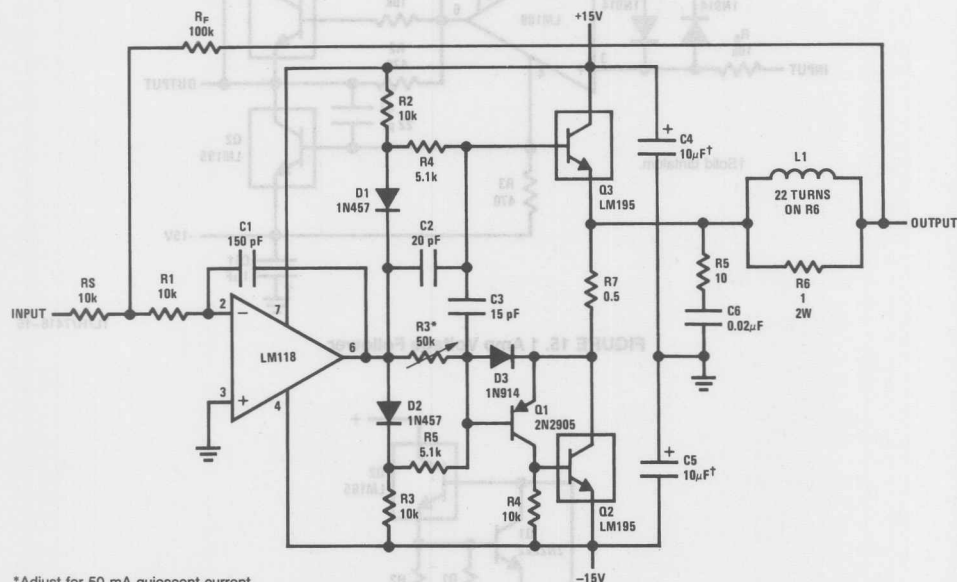 RF
100k
+15V
R2
10k
R4
5.1k
D1
1N457
Q3
LM195
C4
+
10µF†
L1
22 TURNS
ON R6
OUTPUT
C1
150 pF
C2
20 pF
RS
10k
R1
10k
INPUT
R7
0.5
R5
10
R6
1
2W
C3
15 pF
C6
0.02µF
2
−
7
LM118
6
3
+
4
R3*
50k
D3
1N914
D2
1N457
Q1
2N2905
R5
5.1k
R3
10k
R4
10k
Q2
LM195
C5
+
10µF†
−15V
*Adjust for 50 mA quiescent current